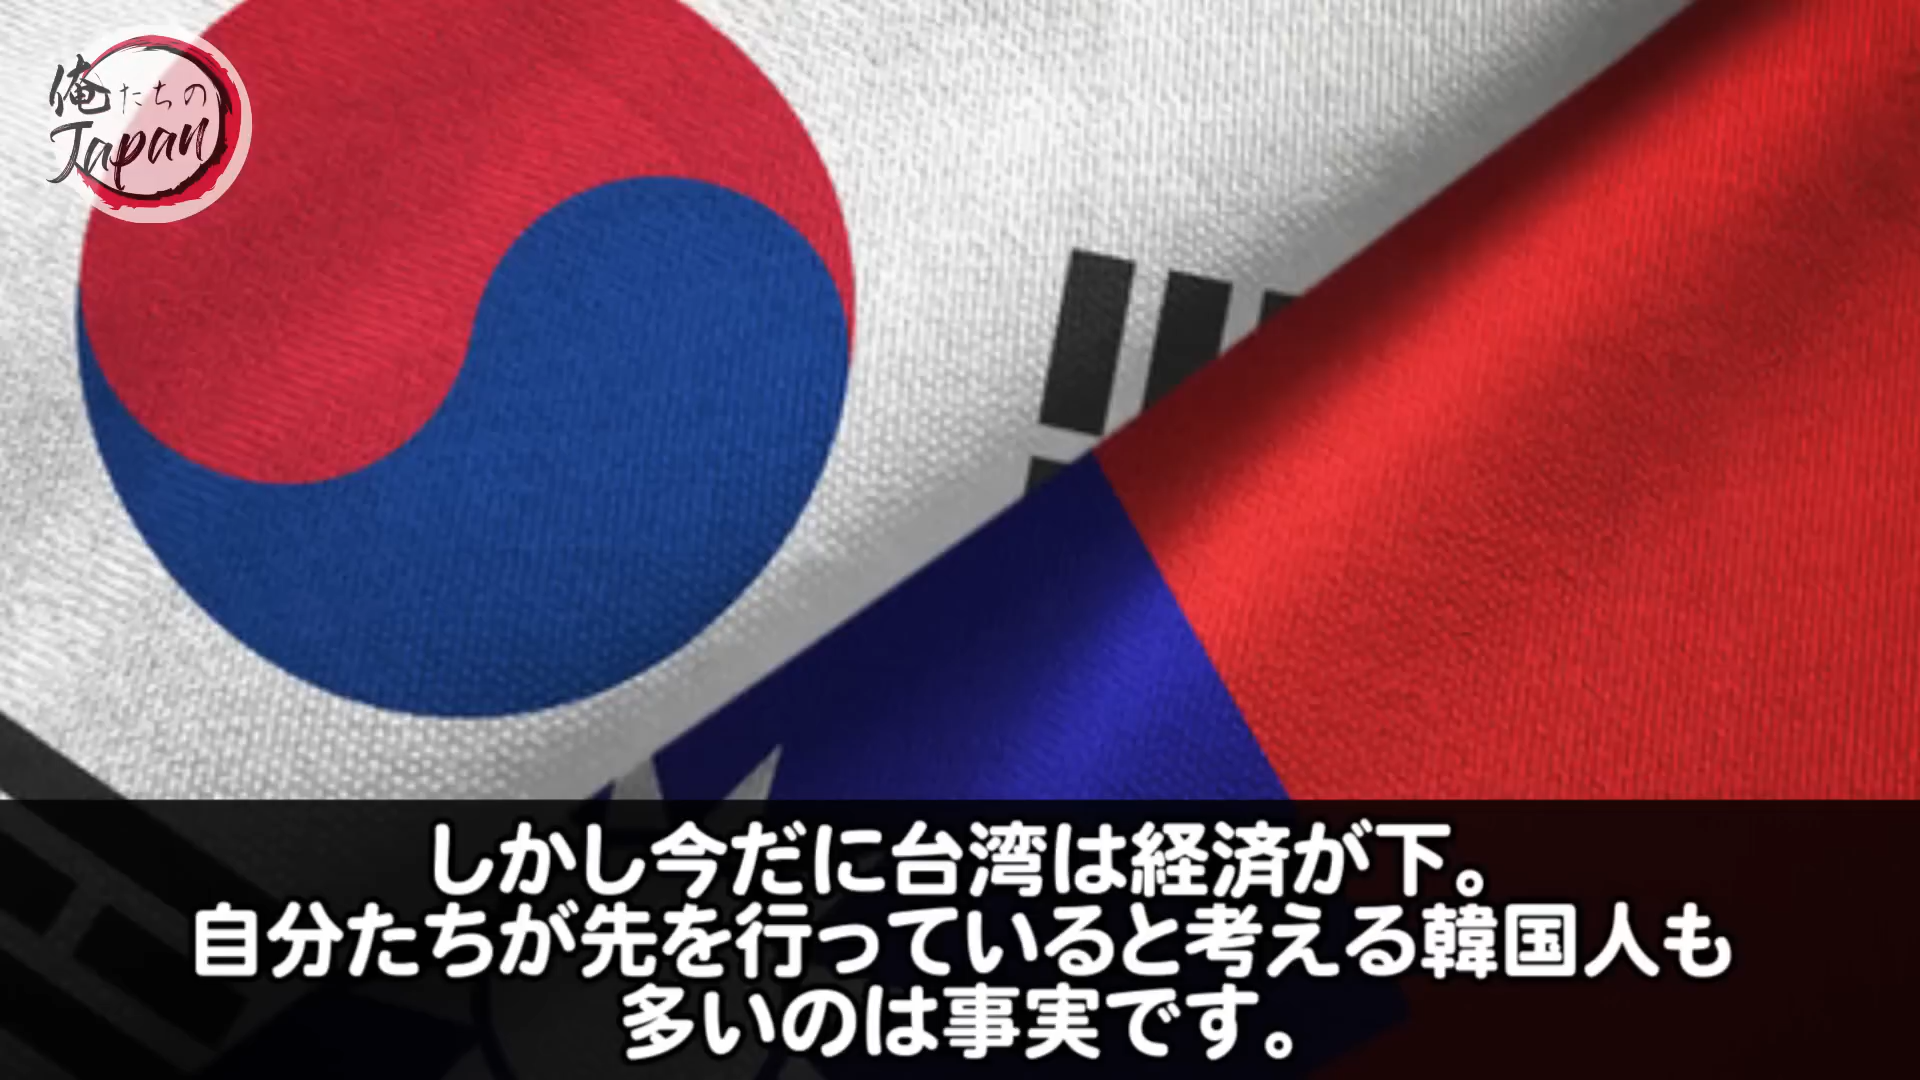 俺たちの
Japan
しかし今だに台湾は経済が下。
自分たちが先を行っていると考える韓国人も
多いのは事実です。